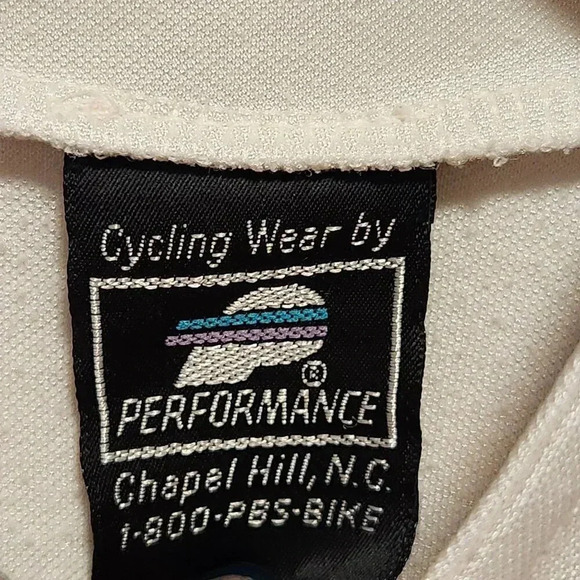 Cycling Wear by
P
®
PERFORMANCE
Chapel Hill, N.C.
1-800-PBS-BIKE